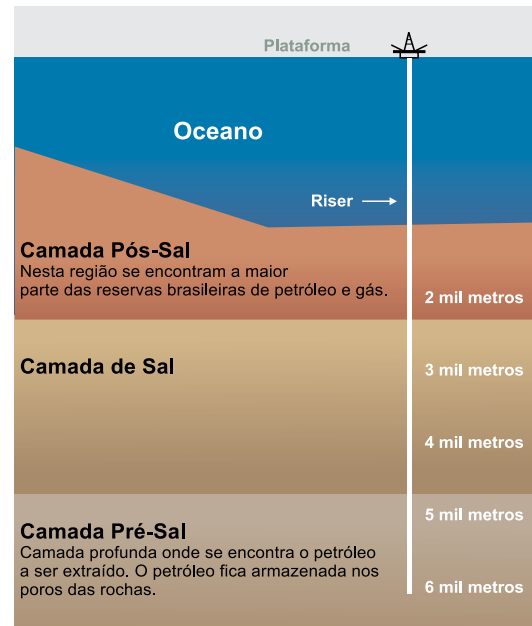 Plataforma
Oceano
Riser
Camada Pós-Sal
Nesta região se encontram a maior
parte das reservas brasileiras de petróleo e gás.
2 mil metros
Camada de Sal
3 mil metros
4 mil metros
5 mil metros
Camada Pré-Sal
Camada profunda onde se encontra o petróleo
a ser extraído. O petróleo fica armazenada nos
poros das rochas.
6 mil metros